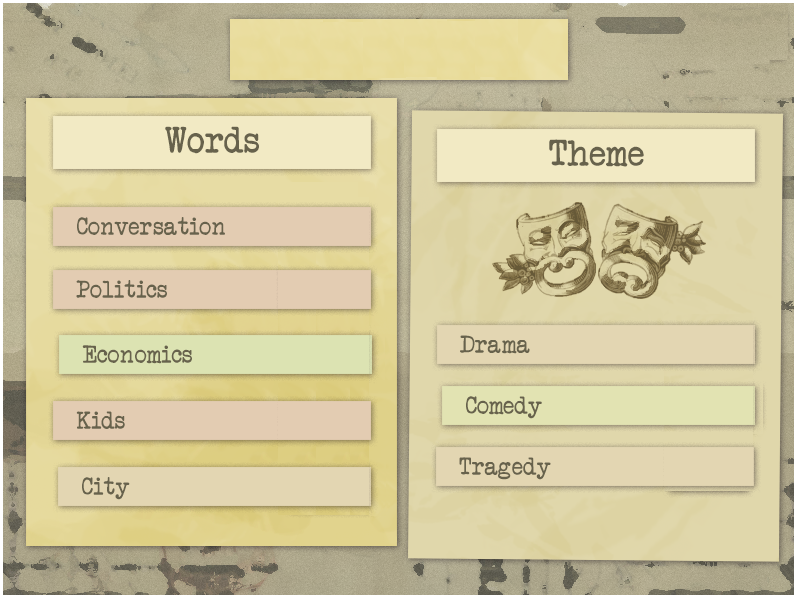 Words
Conversation
Politics
Economics
Kids
City
Theme
Drama
Comedy
Tragedy